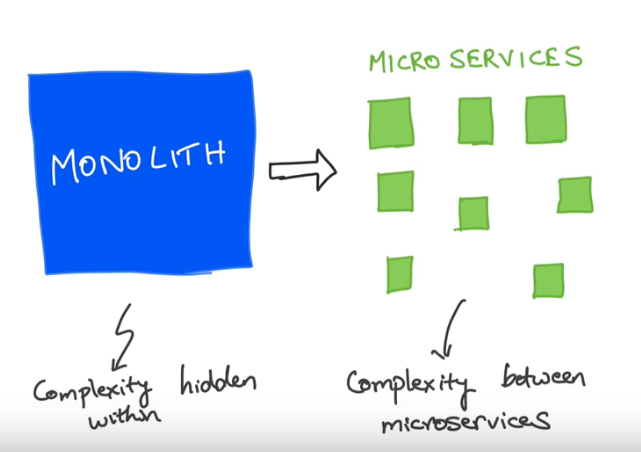 MICRO SERVICES
MONOLITH
Complexity hidden
within
Complexity between
microservices